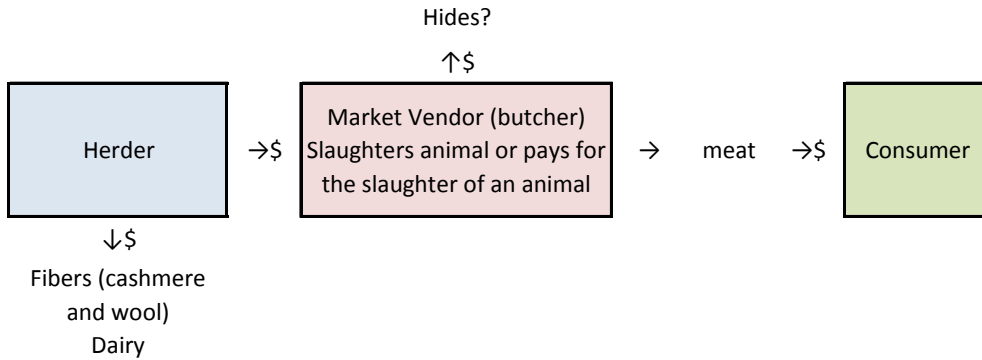 Hides?
↑$
Herder
→$
Market Vendor (butcher)
Slaughters animal or pays for
the slaughter of an animal
→
meat
→$
Consumer
↓$
Fibers (cashmere
and wool)
Dairy